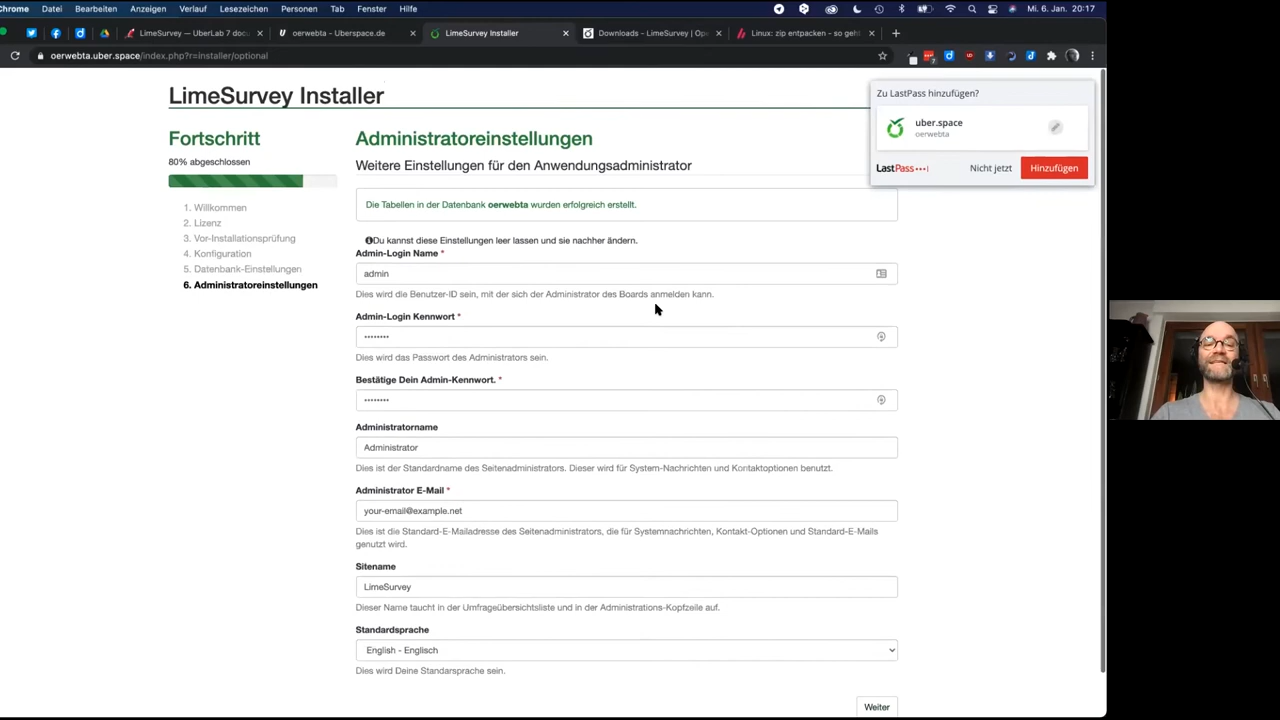 Chrome Datei Bearbeiten Anzeigen Verlauf Lesezeichen Personen Tab Fenster Hilfe Mi. 6. Jan. 20:17
LimeSurvey — UberLab 7 docu oerwebta – Uberspace.de LimeSurvey Installer Downloads - LimeSurvey | Ope Linux: zip entpacken - so geht
oerwebta.uber.space/index.php?r=installer/optional
LimeSurvey Installer
Zu LastPass hinzufügen?
uber.space
oerwebta
LastPass Nicht jetzt Hinzufügen
Fortschritt
80% abgeschlossen
1. Willkommen
2. Lizenz
3. Vor-Installationsprüfung
4. Konfiguration
5. Datenbank-Einstellungen
6. Administratoreinstellungen
Administratoreinstellungen
Weitere Einstellungen für den Anwendungsadministrator
Die Tabellen in der Datenbank oerwebta wurden erfolgreich erstellt.
Du kannst diese Einstellungen leer lassen und sie nachher ändern.
Admin-Login Name *
admin
Dies wird die Benutzer-ID sein, mit der sich der Administrator des Boards anmelden kann.
Admin-Login Kennwort *
••••••••
Dies wird das Passwort des Administrators sein.
Bestätige Dein Admin-Kennwort. *
••••••••
Administratorname
Administrator
Dies ist der Standardname des Seitenadministrators. Dieser wird für System-Nachrichten und Kontaktoptionen benutzt.
Administrator E-Mail *
your-email@example.net
Dies ist die Standard-E-Mailadresse des Seitenadministrators, die für Systemnachrichten, Kontakt-Optionen und Standard-E-Mails
genutzt wird.
Sitename
LimeSurvey
Dieser Name taucht in der Umfrageübersichtsliste und in der Administrations-Kopfzeile auf.
Standardsprache
English - Englisch
Dies wird Deine Standarsprache sein.
Weiter